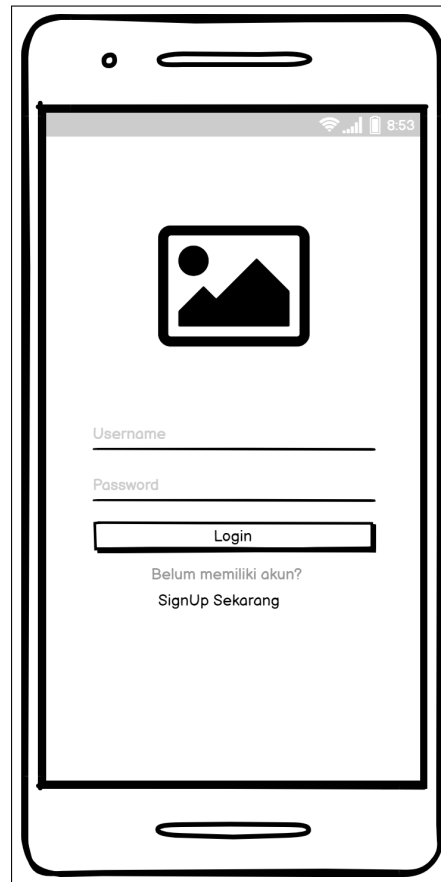 8:53
Username
Password
Login
Belum memiliki akun?
SignUp Sekarang